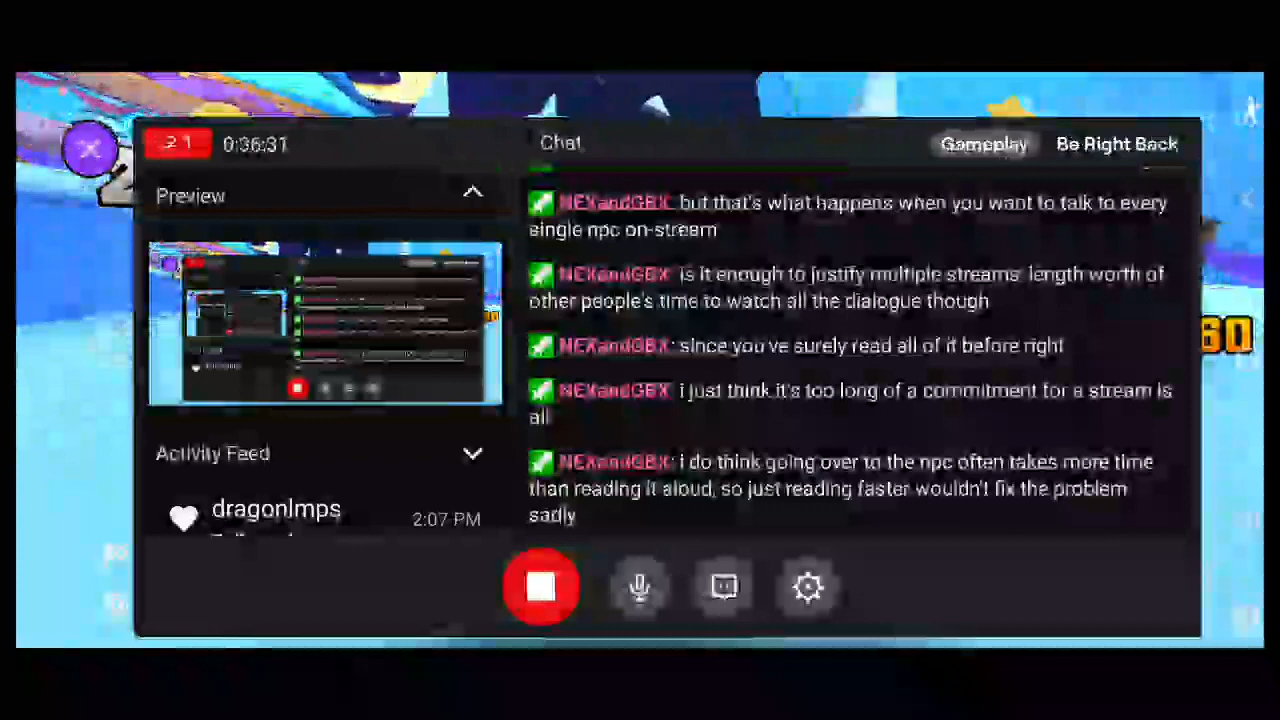 1
0:36:31
Chat
Gameplay
Be Right Back
Preview
NEXandGBX: but that's what happens when you want to talk to every
single npc on-stream
NEXandGBX: is it enough to justify multiple streams' length worth of
other people's time to watch all the dialogue though
NEXandGBX: since you've surely read all of it before right
NEXandGBX: i just think it's too long of a commitment for a stream is
all
NEXandGBX: i do think going over to the npc often takes more time
than reading it aloud, so just reading faster wouldn't fix the problem
sadly
Activity Feed
dragonlmps
2:07 PM
60